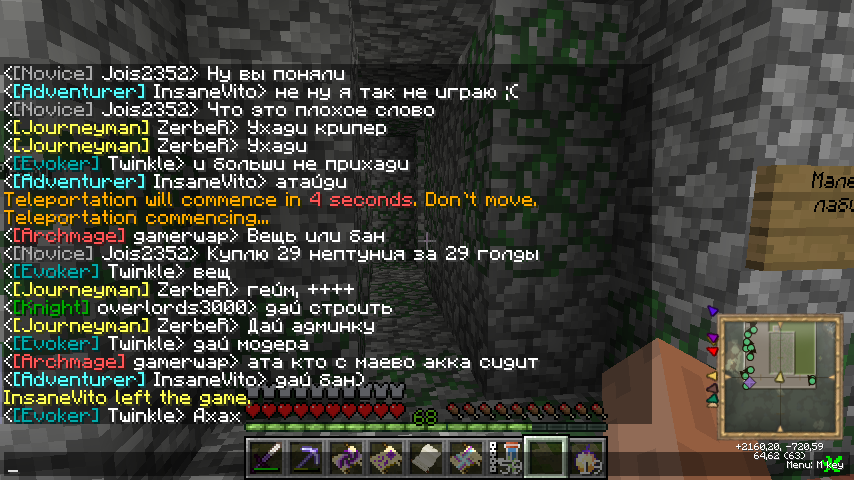 <[Novice] Jois2352> Ну вы поняли
<[Adventurer] InsaneVito> не ну я так не играю ;C
<[Novice] Jois2352> Что это плохое слово
<[Journeyman] ZerbeR> Ухади крипер
<[Journeyman] ZerbeR> Ухади
<[Evoker] Twinkle> и больши не прихади
<[Adventurer] InsaneVito> атайди
Teleportation will commence in 4 seconds. Don't move.
Teleportation commencing...
<[Archmage] gamerwap> Вещь или бан
<[Novice] Jois2352> Куплю 29 нептуния за 29 голды
<[Evoker] Twinkle> вещ
<[Journeyman] ZerbeR> гейм, ++++
<[Knight] overlords3000> дай строить
<[Journeyman] ZerbeR> Дай админку
<[Evoker] Twinkle> дай модера
<[Archmage] gamerwap> ата кто с маево акка сидит
<[Adventurer] InsaneVito> дай бан)
InsaneVito left the game.
<[Evoker] Twinkle> Ахах
68
Мале
лаби
+2160,20, -720,59
64,62 (63)
Menu: M key
_